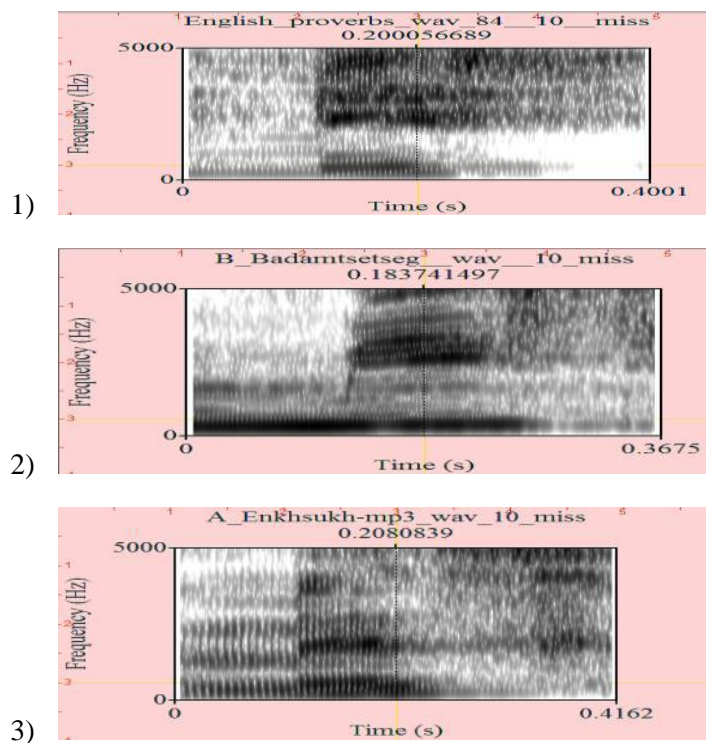 English_proverbs_wav_84__10__miss
0.200056689
5000
Frequency (Hz)
0
0
0.4001
Time (s)
1)
B_Badamtsetseg__wav__10_miss
0.183741497
5000
Frequency (Hz)
0
0
0.3675
Time (s)
2)
A_Enkhsukh-mp3_wav_10_miss
0.2080839
5000
Frequency (Hz)
0
0
0.4162
Time (s)
3)